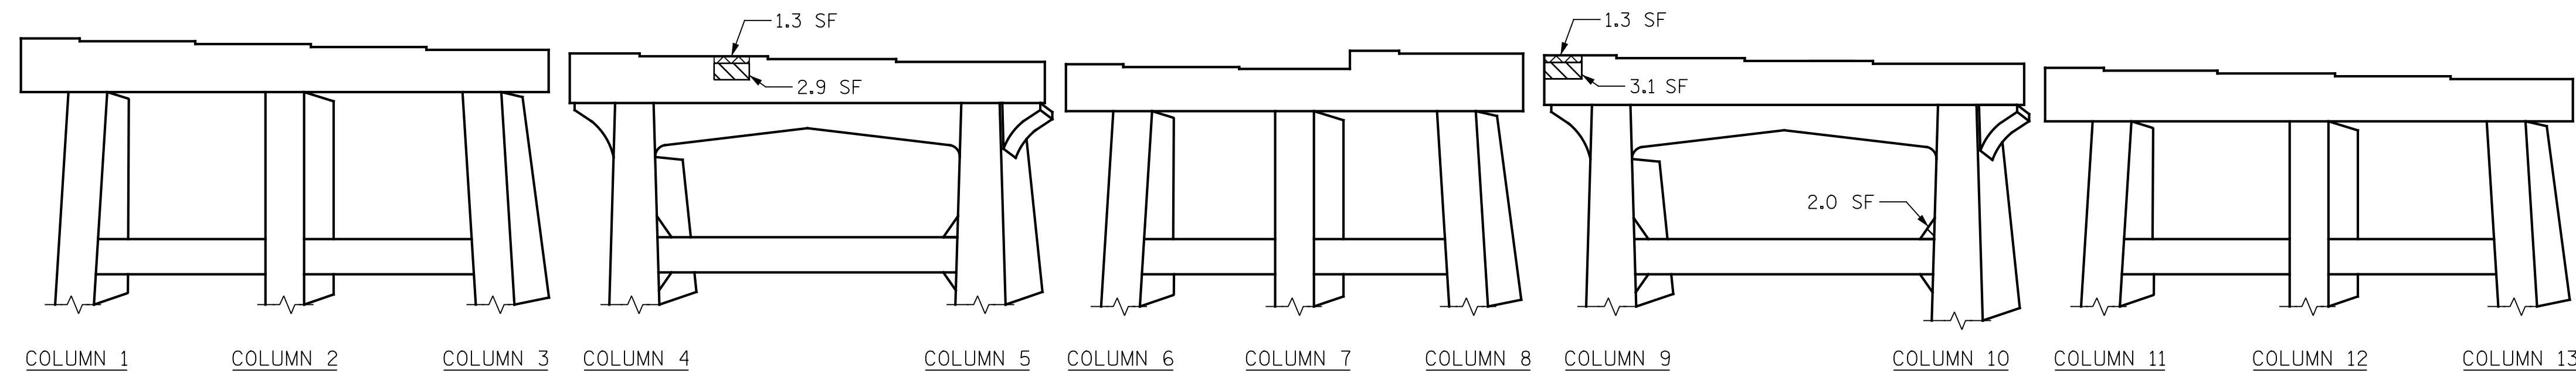 1.3 SF
2.9 SF
1.3 SF
3.1 SF
2.0 SF
COLUMN 1
COLUMN 2
COLUMN 3
COLUMN 4
COLUMN 5
COLUMN 6
COLUMN 7
COLUMN 8
COLUMN 9
COLUMN 10
COLUMN 11
COLUMN 12
COLUMN 13